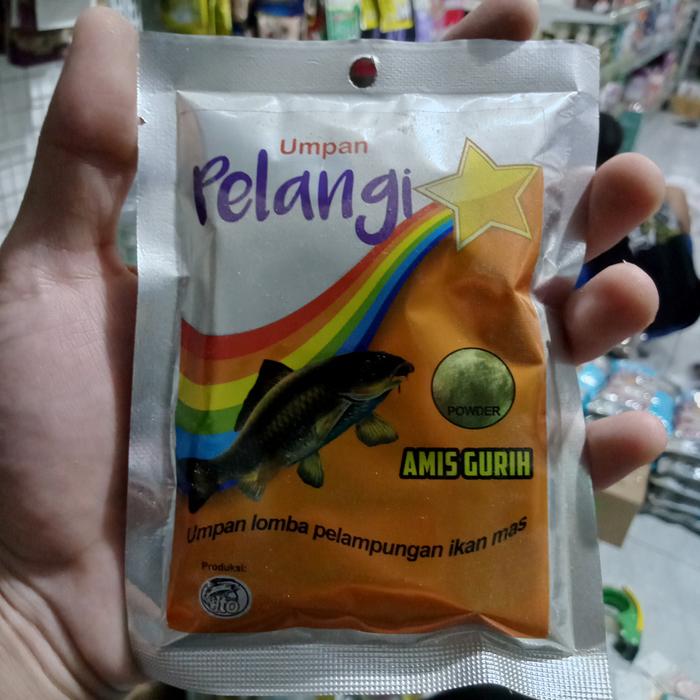 Umpan
Pelangi
POWDER
AMIS GURIH
Umpan lomba pelampungan ikan mas
Produksi: